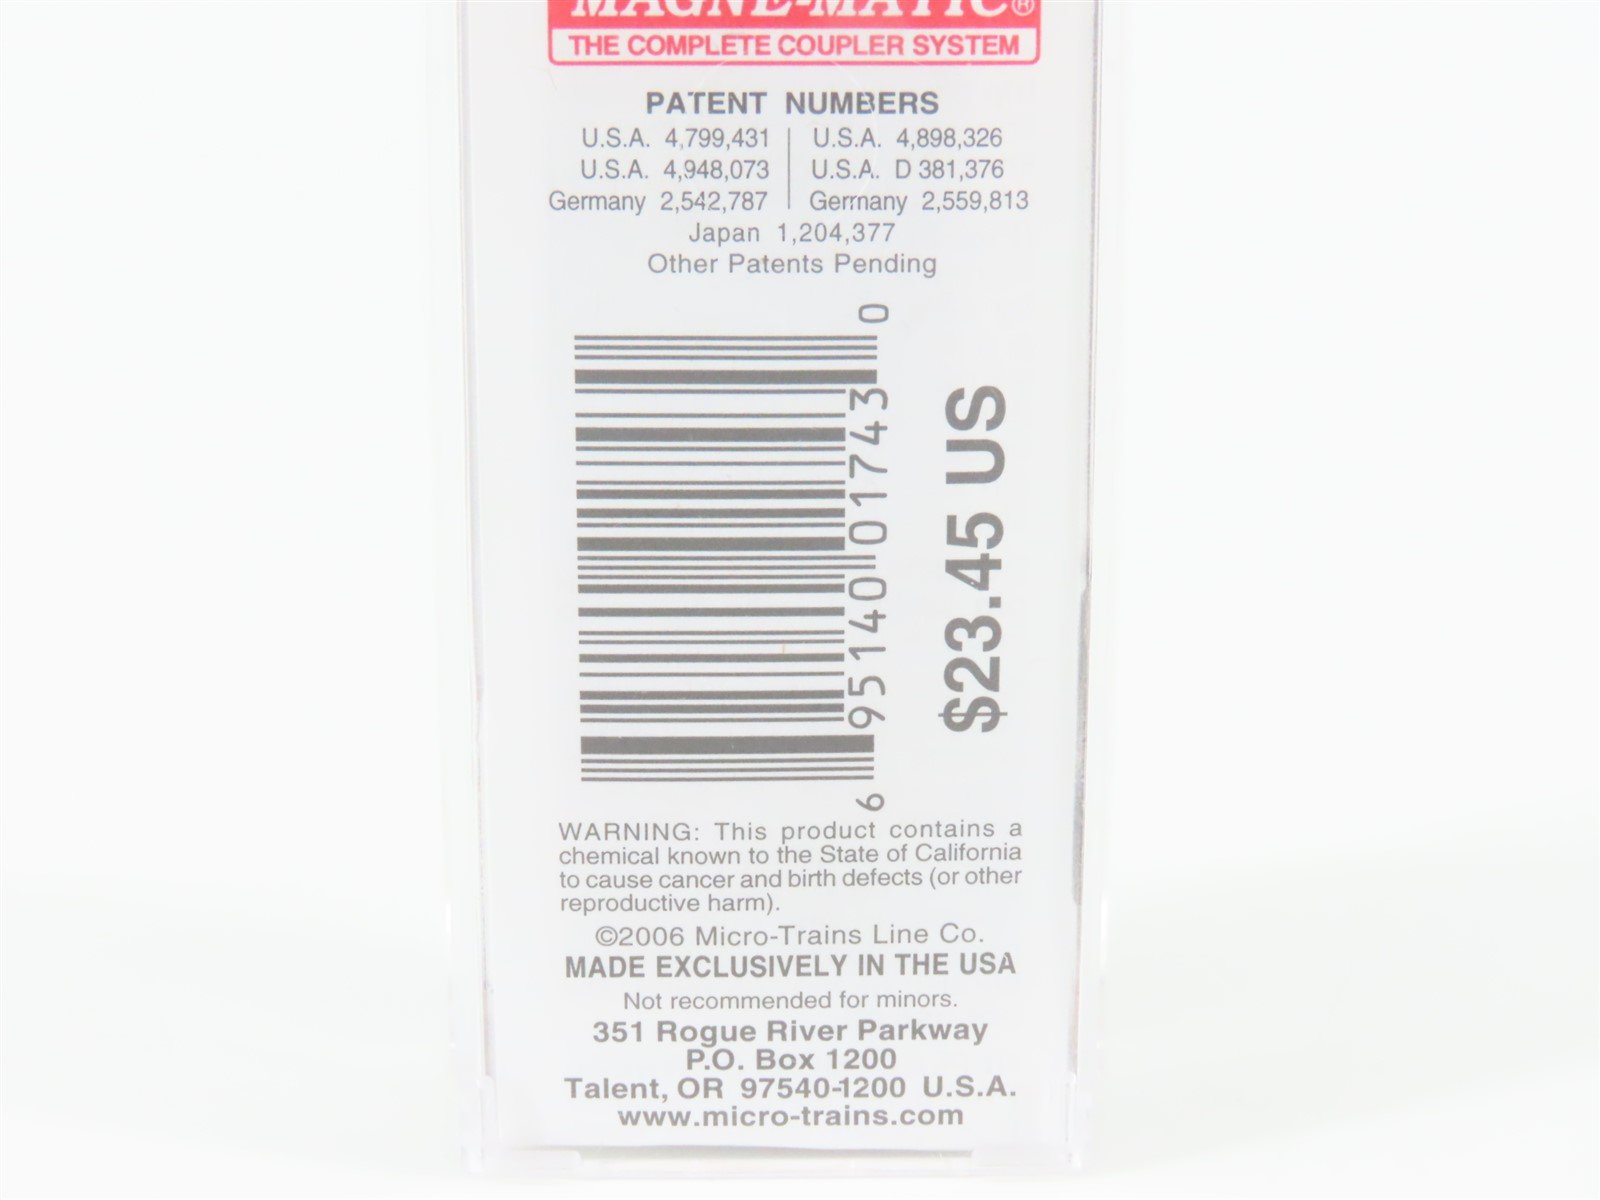 MAGNE-MATIC®
THE COMPLETE COUPLER SYSTEM
PATENT NUMBERS
U.S.A. 4,799,431 | U.S.A. 4,898,326
U.S.A. 4,948,073 | U.S.A. D 381,376
Germany 2,542,787 | Germany 2,559,813
Japan 1,204,377
Other Patents Pending
6 95140 01743 0
$23.45 US
WARNING: This product contains a
chemical known to the State of California
to cause cancer and birth defects (or other
reproductive harm).
©2006 Micro-Trains Line Co.
MADE EXCLUSIVELY IN THE USA
Not recommended for minors.
351 Rogue River Parkway
P.O. Box 1200
Talent, OR 97540-1200 U.S.A.
www.micro-trains.com